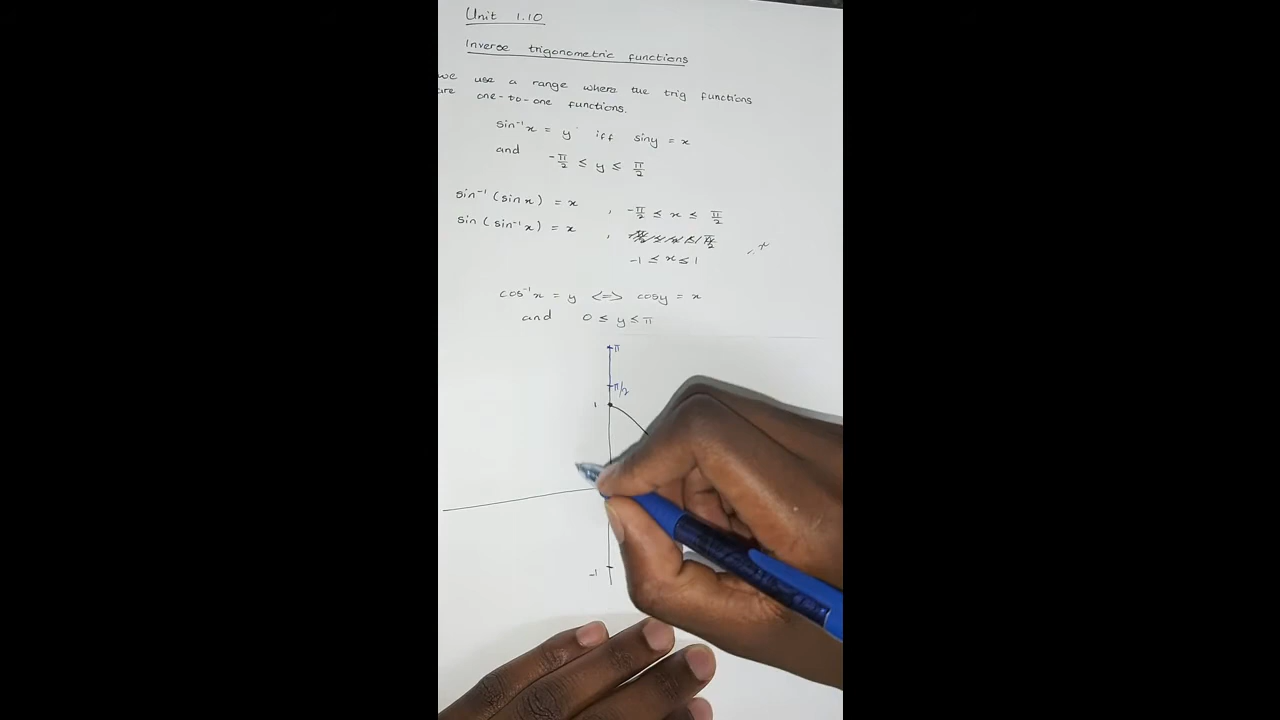 Unit 1.10
Inverse trigonometric functions
we use a range where the trig functions
are one-to-one functions.
sin⁻¹x = y iff siny = x
and -π/2 ≤ y ≤ π/2
sin⁻¹(sinx) = x , -π/2 ≤ x ≤ π/2
sin(sin⁻¹x) = x ,
-1 ≤ x ≤ 1
cos⁻¹x = y <=> cosy = x
and 0 ≤ y ≤ π
π
π/2
1
-1